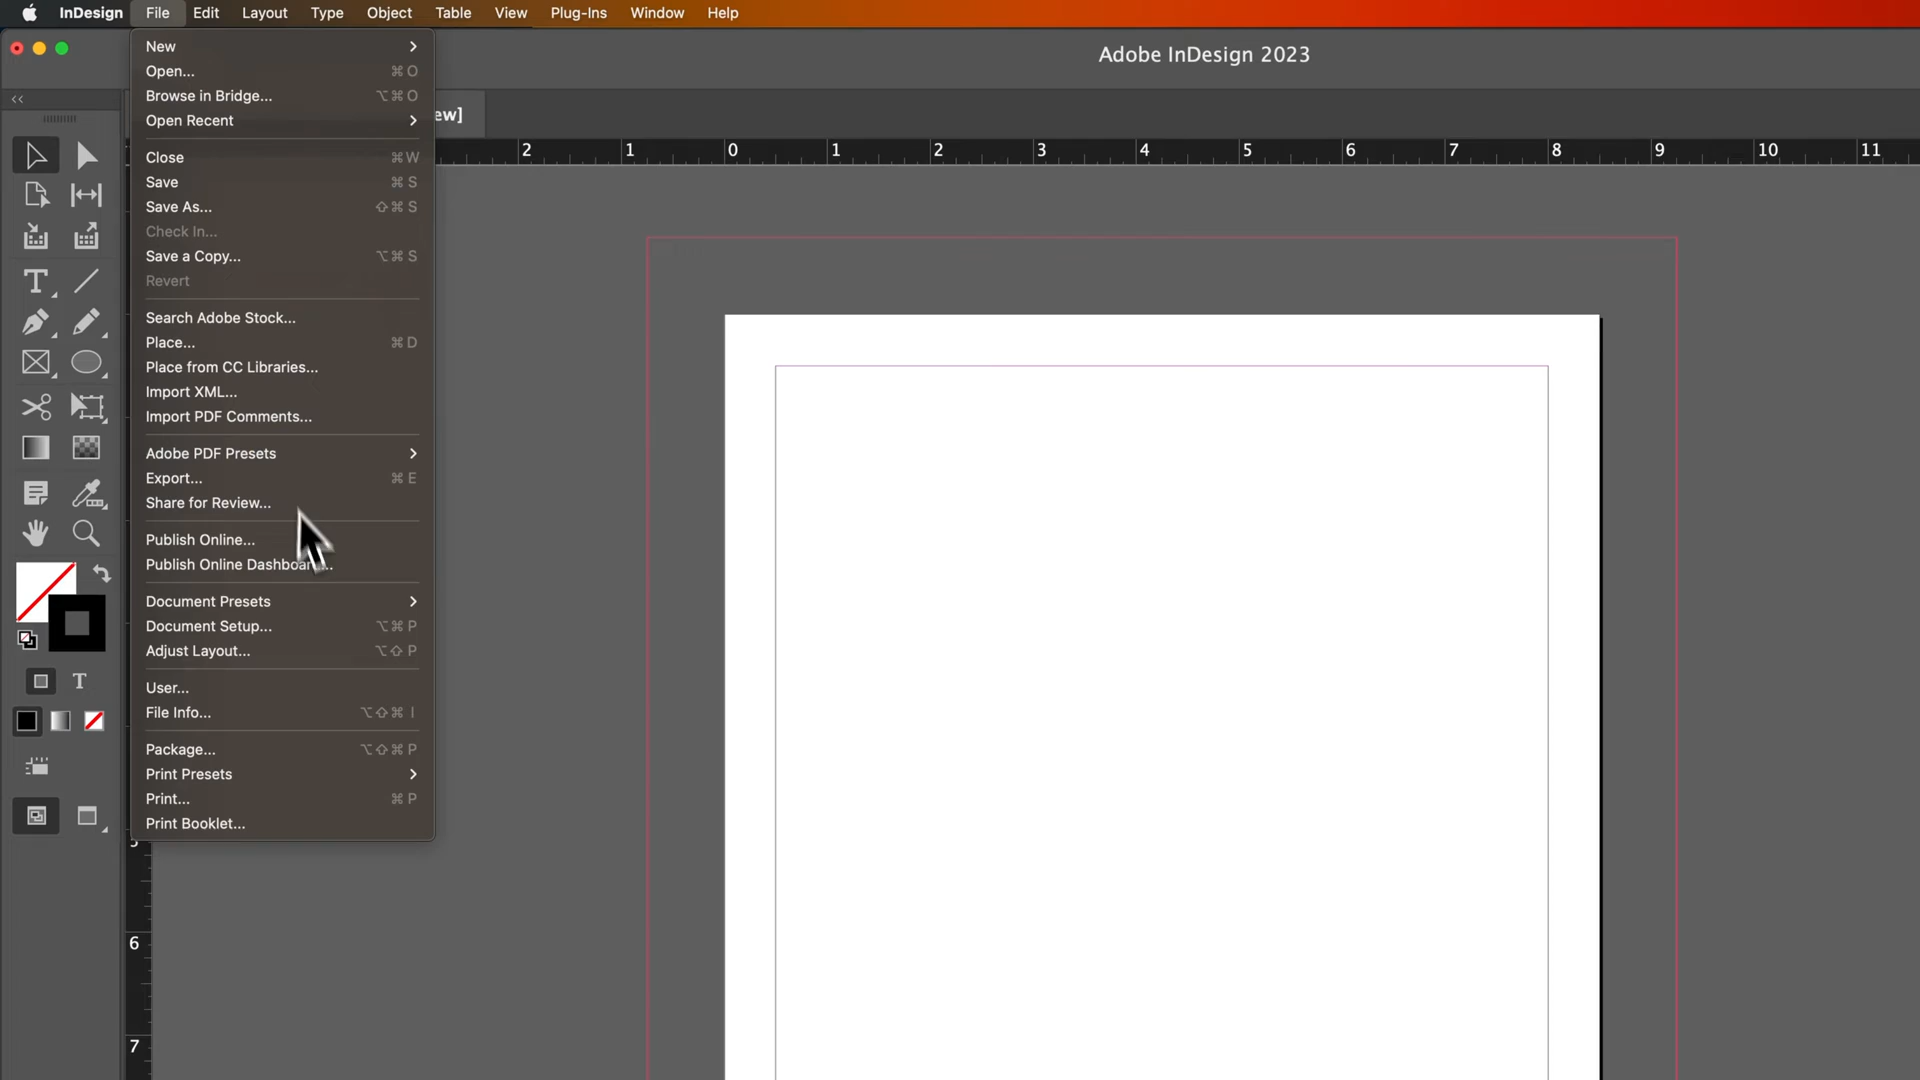 InDesign File Edit Layout Type Object Table View Plug-Ins Window Help
Adobe InDesign 2023
ew]
New
Open... ⌘ O
Browse in Bridge... ⌥ ⌘ O
Open Recent
Close ⌘ W
Save ⌘ S
Save As... ⇧ ⌘ S
Check In...
Save a Copy... ⌥ ⌘ S
Revert
Search Adobe Stock...
Place... ⌘ D
Place from CC Libraries...
Import XML...
Import PDF Comments...
Adobe PDF Presets
Export... ⌘ E
Share for Review...
Publish Online...
Publish Online Dashboard...
Document Presets
Document Setup... ⌥ ⌘ P
Adjust Layout... ⌥ ⇧ P
User...
File Info... ⌥ ⇧ ⌘ I
Package... ⌥ ⇧ ⌘ P
Print Presets
Print... ⌘ P
Print Booklet...
2 1 0 1 2 3 4 5 6 7 8 9 10 11
T
T
5
6
7